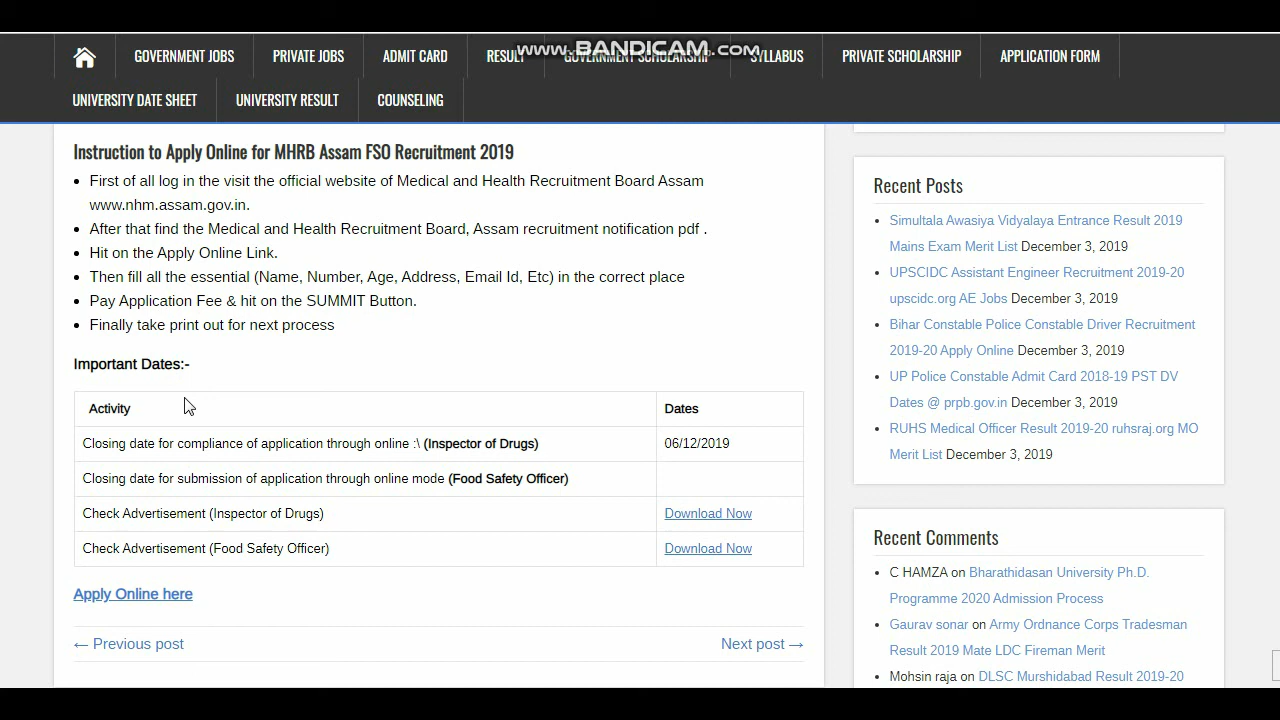 www.BANDICAM.com
GOVERNMENT JOBS PRIVATE JOBS ADMIT CARD RESULT GOVERNMENT SCHOLARSHIP SYLLABUS PRIVATE SCHOLARSHIP APPLICATION FORM
UNIVERSITY DATE SHEET UNIVERSITY RESULT COUNSELING
Instruction to Apply Online for MHRB Assam FSO Recruitment 2019
• First of all log in the visit the official website of Medical and Health Recruitment Board Assam
www.nhm.assam.gov.in.
• After that find the Medical and Health Recruitment Board, Assam recruitment notification pdf .
• Hit on the Apply Online Link.
• Then fill all the essential (Name, Number, Age, Address, Email Id, Etc) in the correct place
• Pay Application Fee & hit on the SUMMIT Button.
• Finally take print out for next process
Important Dates:-
Activity Dates
Closing date for compliance of application through online :\ (Inspector of Drugs) 06/12/2019
Closing date for submission of application through online mode (Food Safety Officer)
Check Advertisement (Inspector of Drugs) Download Now
Check Advertisement (Food Safety Officer) Download Now
Apply Online here
← Previous post Next post →
Recent Posts
• Simultala Awasiya Vidyalaya Entrance Result 2019
Mains Exam Merit List December 3, 2019
• UPSCIDC Assistant Engineer Recruitment 2019-20
upscidc.org AE Jobs December 3, 2019
• Bihar Constable Police Constable Driver Recruitment
2019-20 Apply Online December 3, 2019
• UP Police Constable Admit Card 2018-19 PST DV
Dates @ prpb.gov.in December 3, 2019
• RUHS Medical Officer Result 2019-20 ruhsraj.org MO
Merit List December 3, 2019
Recent Comments
• C HAMZA on Bharathidasan University Ph.D.
Programme 2020 Admission Process
• Gaurav sonar on Army Ordnance Corps Tradesman
Result 2019 Mate LDC Fireman Merit
• Mohsin raja on DLSC Murshidabad Result 2019-20